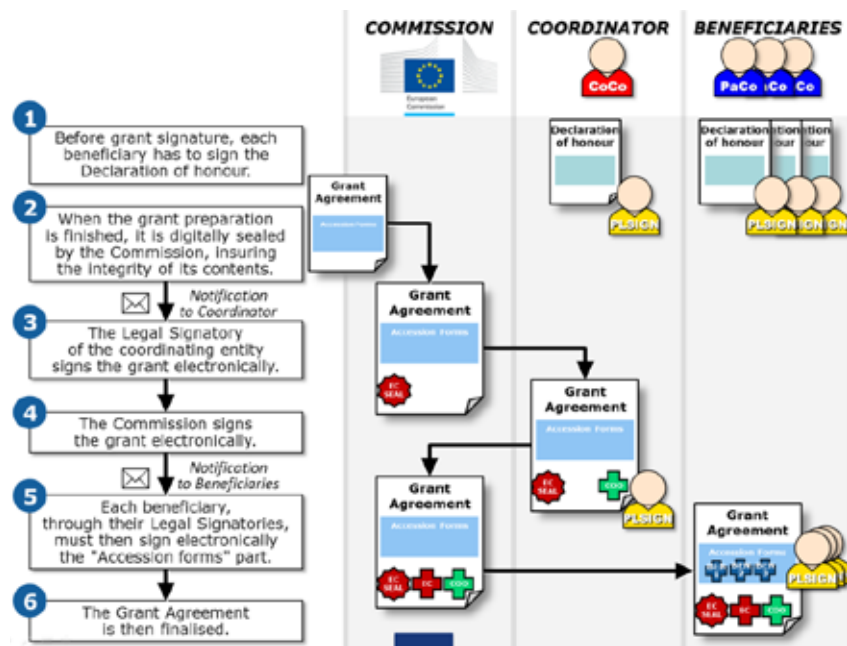 COMMISSION
COORDINATOR
BENEFICIARIES
European
Commission
CoCo
PaCo
Co
1
Before grant signature, each
beneficiary has to sign the
Declaration of honour.
Declaration
of honour
PLSIGN
Declaration
of honour
PLSIGN
2
When the grant preparation
is finished, it is digitally sealed
by the Commission, insuring
the integrity of its contents.
Grant
Agreement
Accession Forms
Notification
to Coordinator
3
The Legal Signatory
of the coordinating entity
signs the grant electronically.
Grant
Agreement
Accession Forms
EC
SEAL
4
The Commission signs
the grant electronically.
Grant
Agreement
Accession Forms
EC
SEAL
COO
PLSIGN
Notification
to Beneficiaries
5
Each beneficiary,
through their Legal Signatories,
must then sign electronically
the "Accession forms" part.
Grant
Agreement
Accession Forms
EC
SEAL
EC
COO
Grant
Agreement
Accession Forms
PLSIGN
EC
SEAL
EC
COO
6
The Grant Agreement
is then finalised.